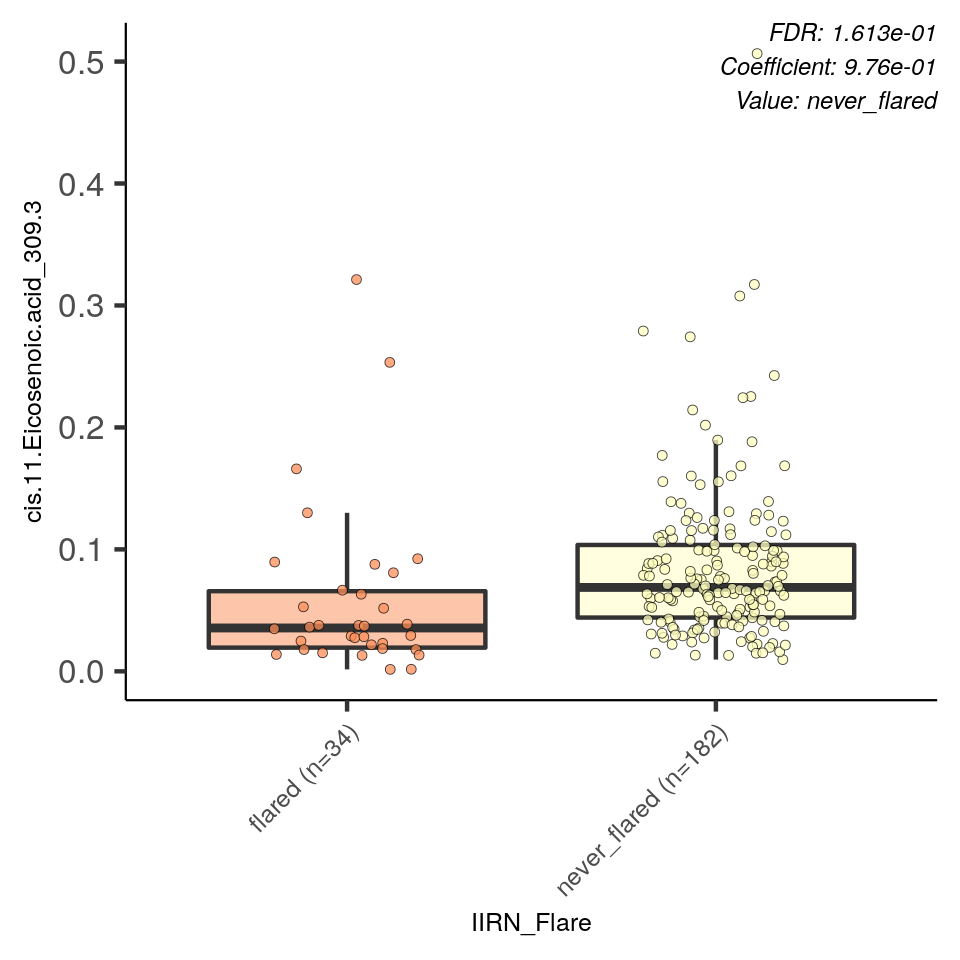 FDR: 1.613e-01
Coefficient: 9.76e-01
Value: never_flared
0.5
0.4
0.3
0.2
0.1
0.0
cis.11.Eicosenoic.acid_309.3
flared (n=34)
never_flared (n=182)
IIRN_Flare